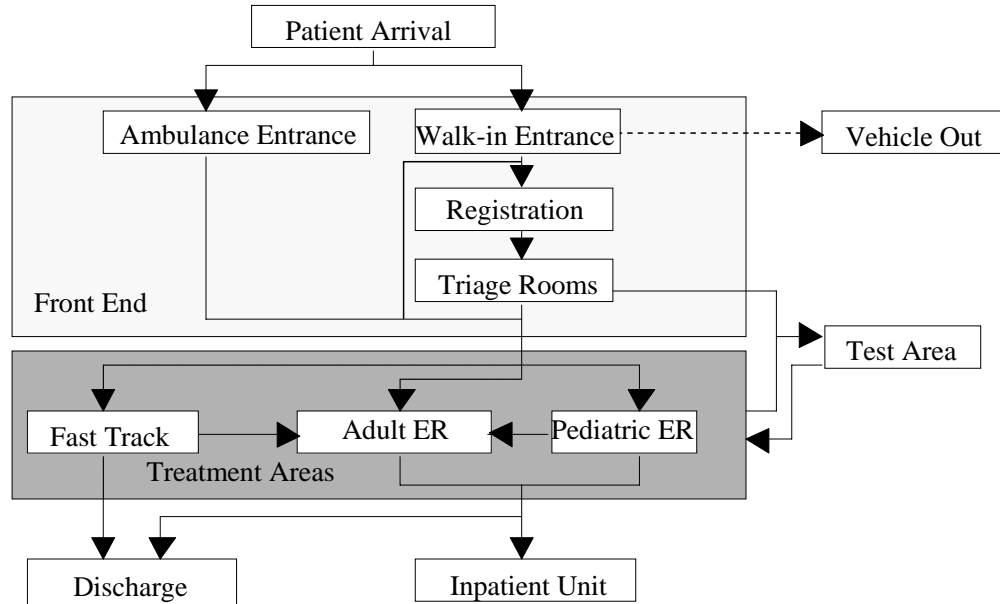 Patient Arrival
Ambulance Entrance
Walk-in Entrance
Vehicle Out
Registration
Triage Rooms
Front End
Test Area
Fast Track
Adult ER
Pediatric ER
Treatment Areas
Discharge
Inpatient Unit